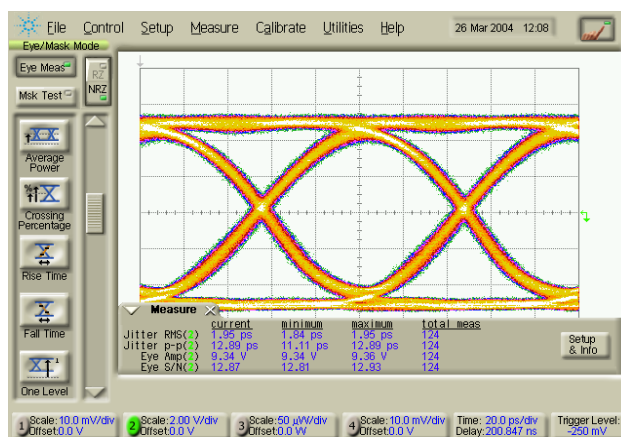 File Control Setup Measure Calibrate Utilities Help 26 Mar 2004 12:08
Eye/Mask Mode
Eye Meas
RZ
NRZ
Msk Test
Average
Power
Crossing
Percentage
Rise Time
Fall Time
One Level
Measure
current minimum maximum total meas
Jitter RMS(2) 1.95 ps 1.84 ps 1.95 ps 124
Jitter p-p(2) 12.89 ps 11.11 ps 12.89 ps 124
Eye Amp(2) 9.34 V 9.34 V 9.36 V 124
Eye S/N(2) 12.87 12.81 12.93 124
Setup
& Info
1 Scale:10.0 mV/div 2 Scale:2.00 V/div 3 Scale:50 µW/div 4 Scale:10.0 mV/div Time: 20.0 ps/div Trigger Level:
Offset:0.0 V Offset:0.0 V Offset:0.0 W Offset:0.0 V Delay:200.847 ns -250 mV